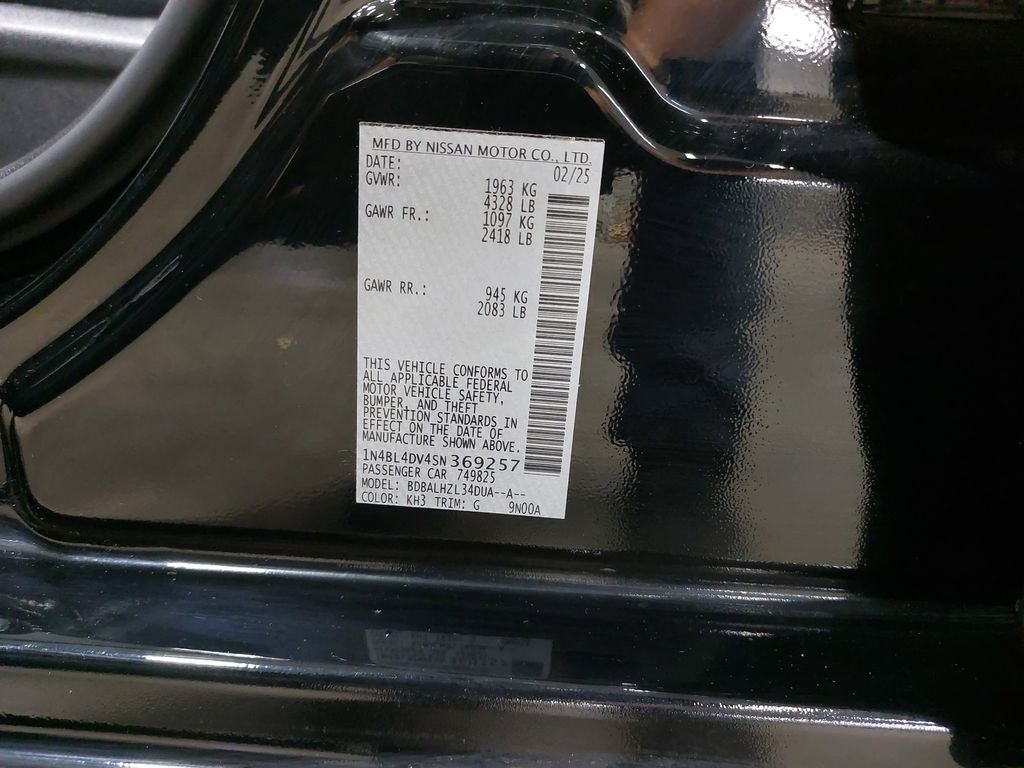 MFD BY NISSAN MOTOR CO., LTD.
DATE: 02/25
GVWR: 1963 KG
4328 LB
GAWR FR.: 1097 KG
2418 LB
GAWR RR.: 945 KG
2083 LB
THIS VEHICLE CONFORMS TO
ALL APPLICABLE FEDERAL
MOTOR VEHICLE SAFETY,
BUMPER, AND THEFT
PREVENTION STANDARDS IN
EFFECT ON THE DATE OF
MANUFACTURE SHOWN ABOVE.
1N4BL4DV4SN369257
PASSENGER CAR 749825
MODEL: BDBALHZL34DUA--A--
COLOR: KH3 TRIM: G 9N00A